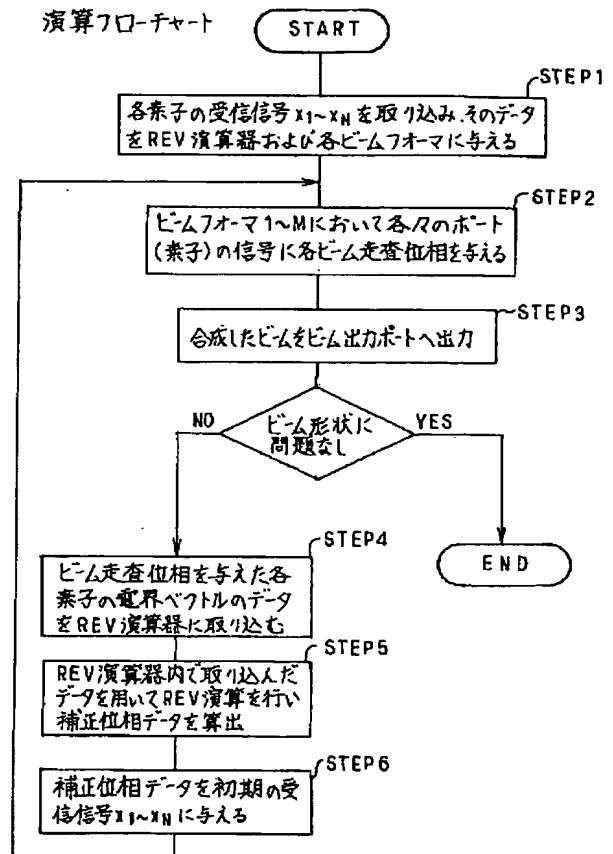 演算フローチャート
START
STEP1
各素子の受信信号x1~xNを取り込み、そのデータ
をREV演算器および各ビームフォーマに与える
STEP2
ビームフォーマ1~Mにおいて各々のポート
(素子)の信号に各ビーム走査位相を与える
STEP3
合成したビームをビーム出力ポートへ出力
NO
ビーム形状に
問題なし
YES
STEP4
ビーム走査位相を与えた各
素子の電界ベクトルのデータ
をREV演算器に取り込む
END
STEP5
REV演算器内で取り込んだ
データを用いてREV演算を行い
補正位相データを算出
STEP6
補正位相データを初期の受
信信号x1~xNに与える